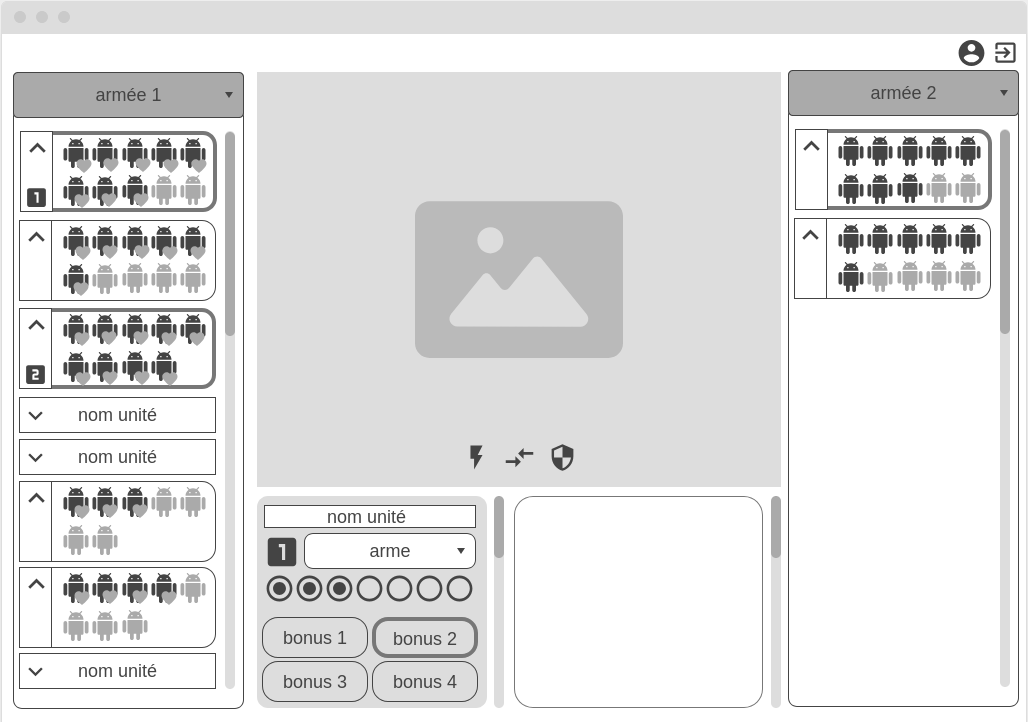 armée 1
1
2
nom unité
nom unité
nom unité
nom unité
1
arme
bonus 1
bonus 2
bonus 3
bonus 4
armée 2